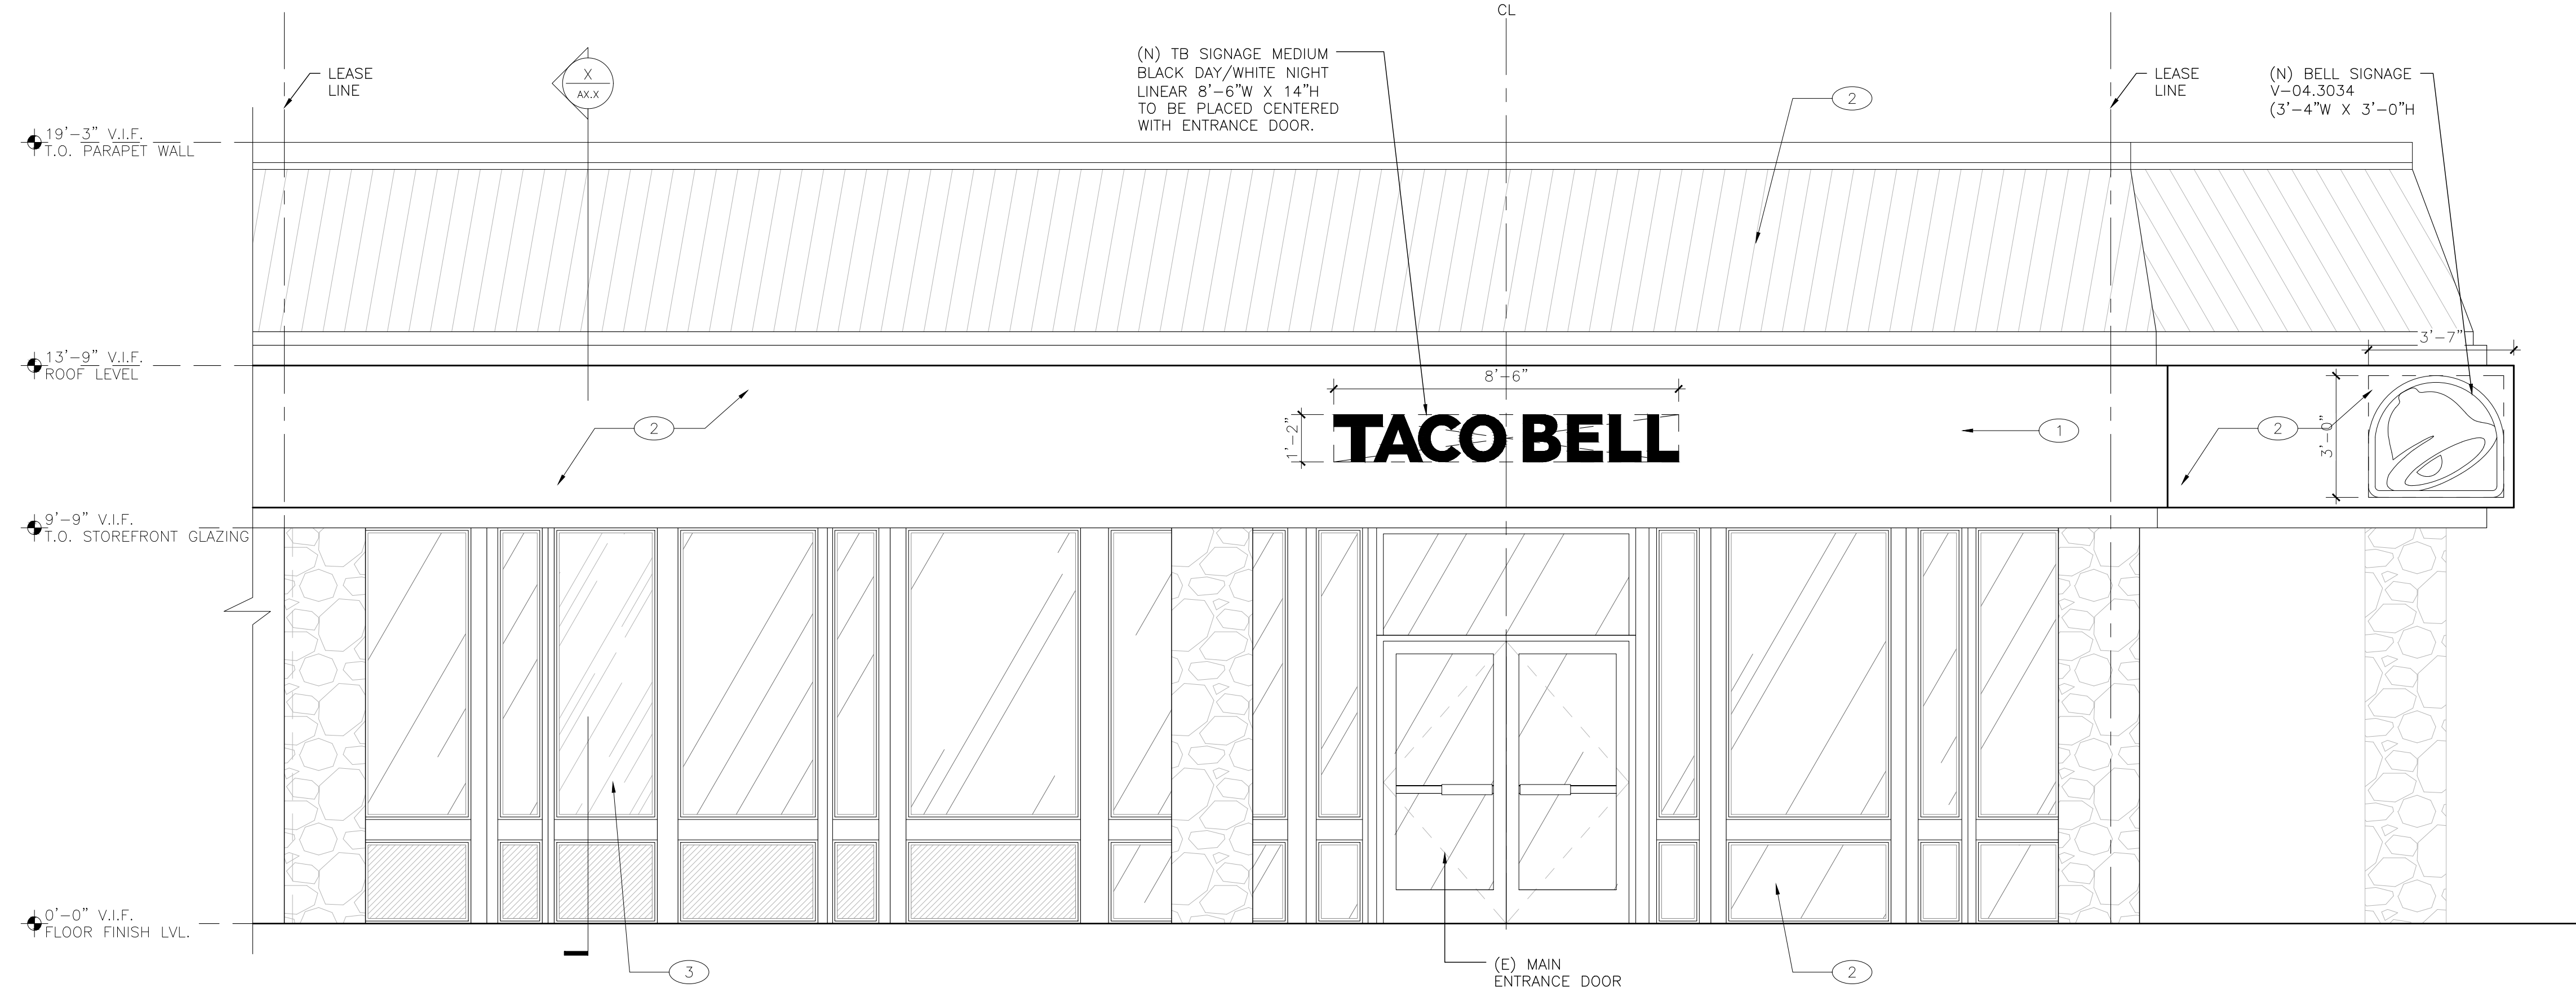 CL
(N) TB SIGNAGE MEDIUM
BLACK DAY/WHITE NIGHT
LINEAR 8'-6"W X 14"H
TO BE PLACED CENTERED
WITH ENTRANCE DOOR.
LEASE
LINE
X
AX.X
2
LEASE
LINE
(N) BELL SIGNAGE
V-04.3034
(3'-4"W X 3'-0"H
19'-3" V.I.F.
T.O. PARAPET WALL
3'-7"
13'-9" V.I.F.
ROOF LEVEL
8'-6"
1'-2"
TACO BELL
2
1
2
3'-0"
9'-9" V.I.F.
T.O. STOREFRONT GLAZING
0'-0" V.I.F.
FLOOR FINISH LVL.
3
(E) MAIN
ENTRANCE DOOR
2